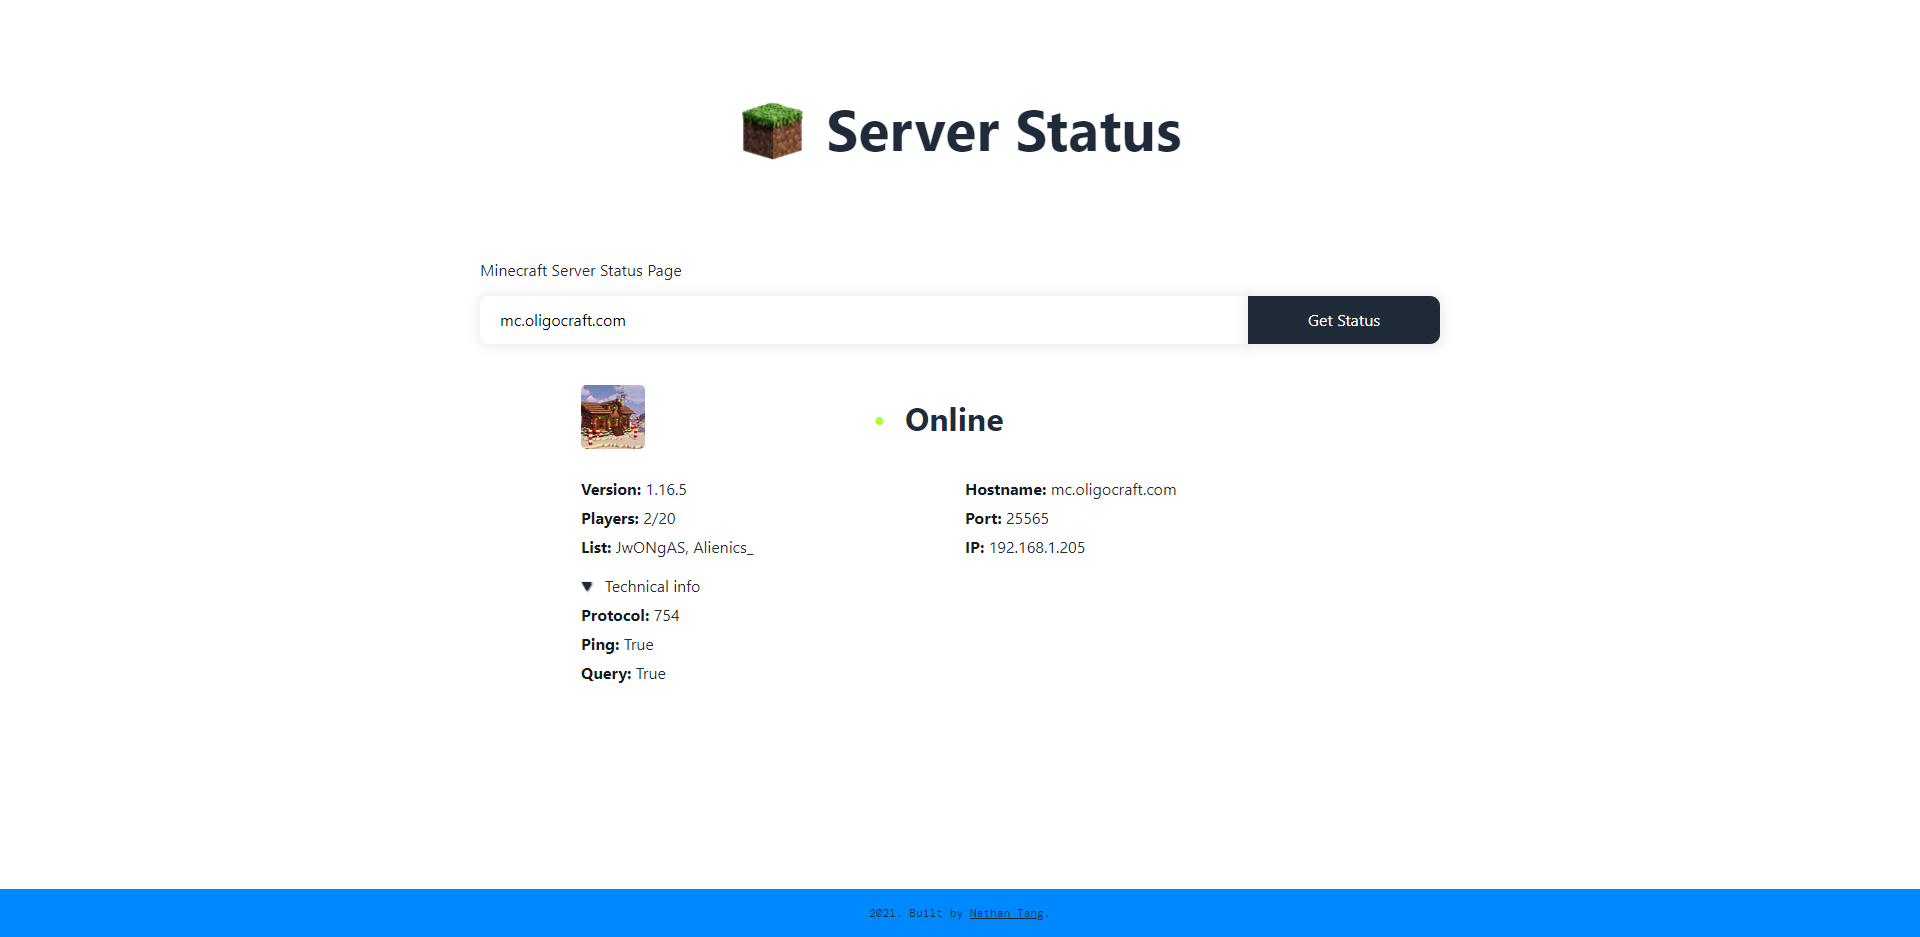 Server Status
Minecraft Server Status Page
mc.oligocraft.com
Get Status
Online
Version: 1.16.5
Players: 2/20
List: JwONgAS, Alienics_
Hostname: mc.oligocraft.com
Port: 25565
IP: 192.168.1.205
Technical info
Protocol: 754
Ping: True
Query: True
2021. Built by Nathan Tang.